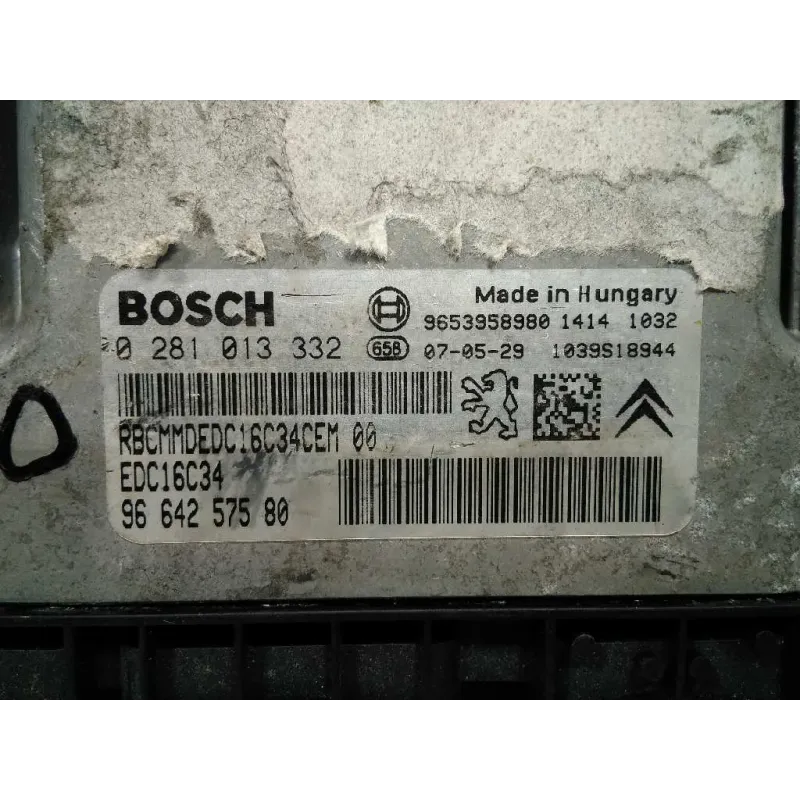 BOSCH
Made in Hungary
9653958980 1414 1032
0 281 013 332
65B
07-05-29 1039S18944
RBCMMDEDC16C34CEM 00
EDC16C34
96 642 575 80